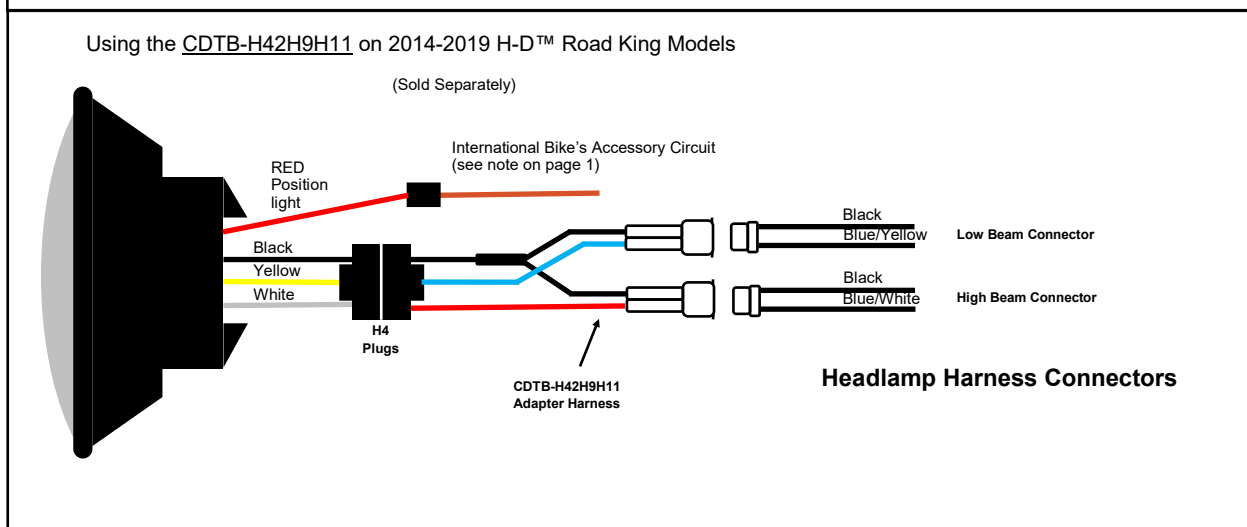 Using the CDTB-H42H9H11 on 2014-2019 H-D™ Road King Models
(Sold Separately)
International Bike's Accessory Circuit
(see note on page 1)
RED
Position
light
Black
Yellow
White
H4
Plugs
CDTB-H42H9H11
Adapter Harness
Black
Blue/Yellow
Low Beam Connector
Black
Blue/White
High Beam Connector
Headlamp Harness Connectors